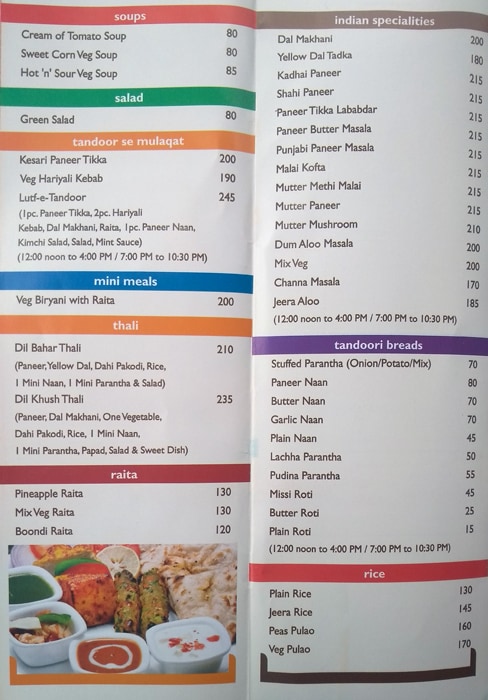 soups
Cream of Tomato Soup 80
Sweet Corn Veg Soup 80
Hot 'n' Sour Veg Soup 85
salad
Green Salad 80
tandoor se mulaqat
Kesari Paneer Tikka 200
Veg Hariyali Kebab 190
Lutf-e-Tandoor 245
(1pc. Paneer Tikka, 2pc. Hariyali
Kebab, Dal Makhani, Raita, 1pc. Paneer Naan,
Kimchi Salad, Salad, Mint Sauce)
(12:00 noon to 4:00 PM / 7:00 PM to 10:30 PM)
mini meals
Veg Biryani with Raita 200
thali
Dil Bahar Thali 210
(Paneer, Yellow Dal, Dahi Pakodi, Rice,
1 Mini Naan, 1 Mini Parantha & Salad)
Dil Khush Thali 235
(Paneer, Dal Makhani, One Vegetable,
Dahi Pakodi, Rice, 1 Mini Naan,
1 Mini Parantha, Papad, Salad & Sweet Dish)
raita
Pineapple Raita 130
Mix Veg Raita 130
Boondi Raita 120
indian specialities
Dal Makhani 200
Yellow Dal Tadka 180
Kadhai Paneer 215
Shahi Paneer 215
Paneer Tikka Lababdar 215
Paneer Butter Masala 215
Punjabi Paneer Masala 215
Malai Kofta 215
Mutter Methi Malai 215
Mutter Paneer 215
Mutter Mushroom 210
Dum Aloo Masala 200
Mix Veg 200
Channa Masala 170
Jeera Aloo 185
(12:00 noon to 4:00 PM / 7:00 PM to 10:30 PM)
tandoori breads
Stuffed Parantha (Onion/Potato/Mix) 70
Paneer Naan 80
Butter Naan 70
Garlic Naan 70
Plain Naan 45
Lachha Parantha 50
Pudina Parantha 55
Missi Roti 45
Butter Roti 25
Plain Roti 15
(12:00 noon to 4:00 PM / 7:00 PM to 10:30 PM)
rice
Plain Rice 130
Jeera Rice 145
Peas Pulao 160
Veg Pulao 170